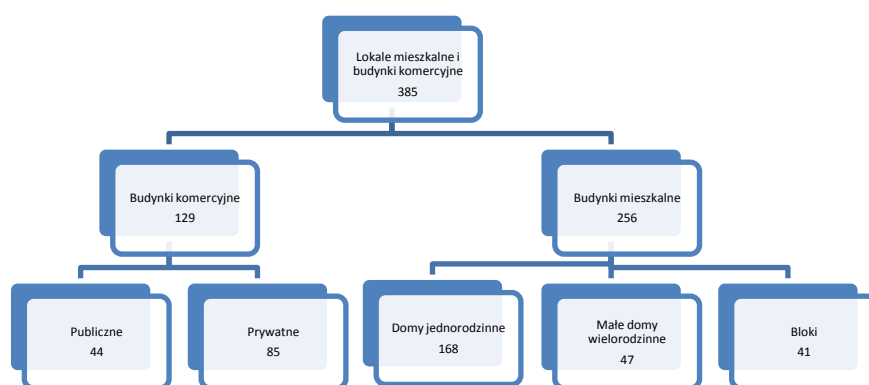 Lokale mieszkalne i
budynki komercyjne
385
Budynki komercyjne
129
Budynki mieszkalne
256
Publiczne
44
Prywatne
85
Domy jednorodzinne
168
Małe domy
wielorodzinne
47
Bloki
41